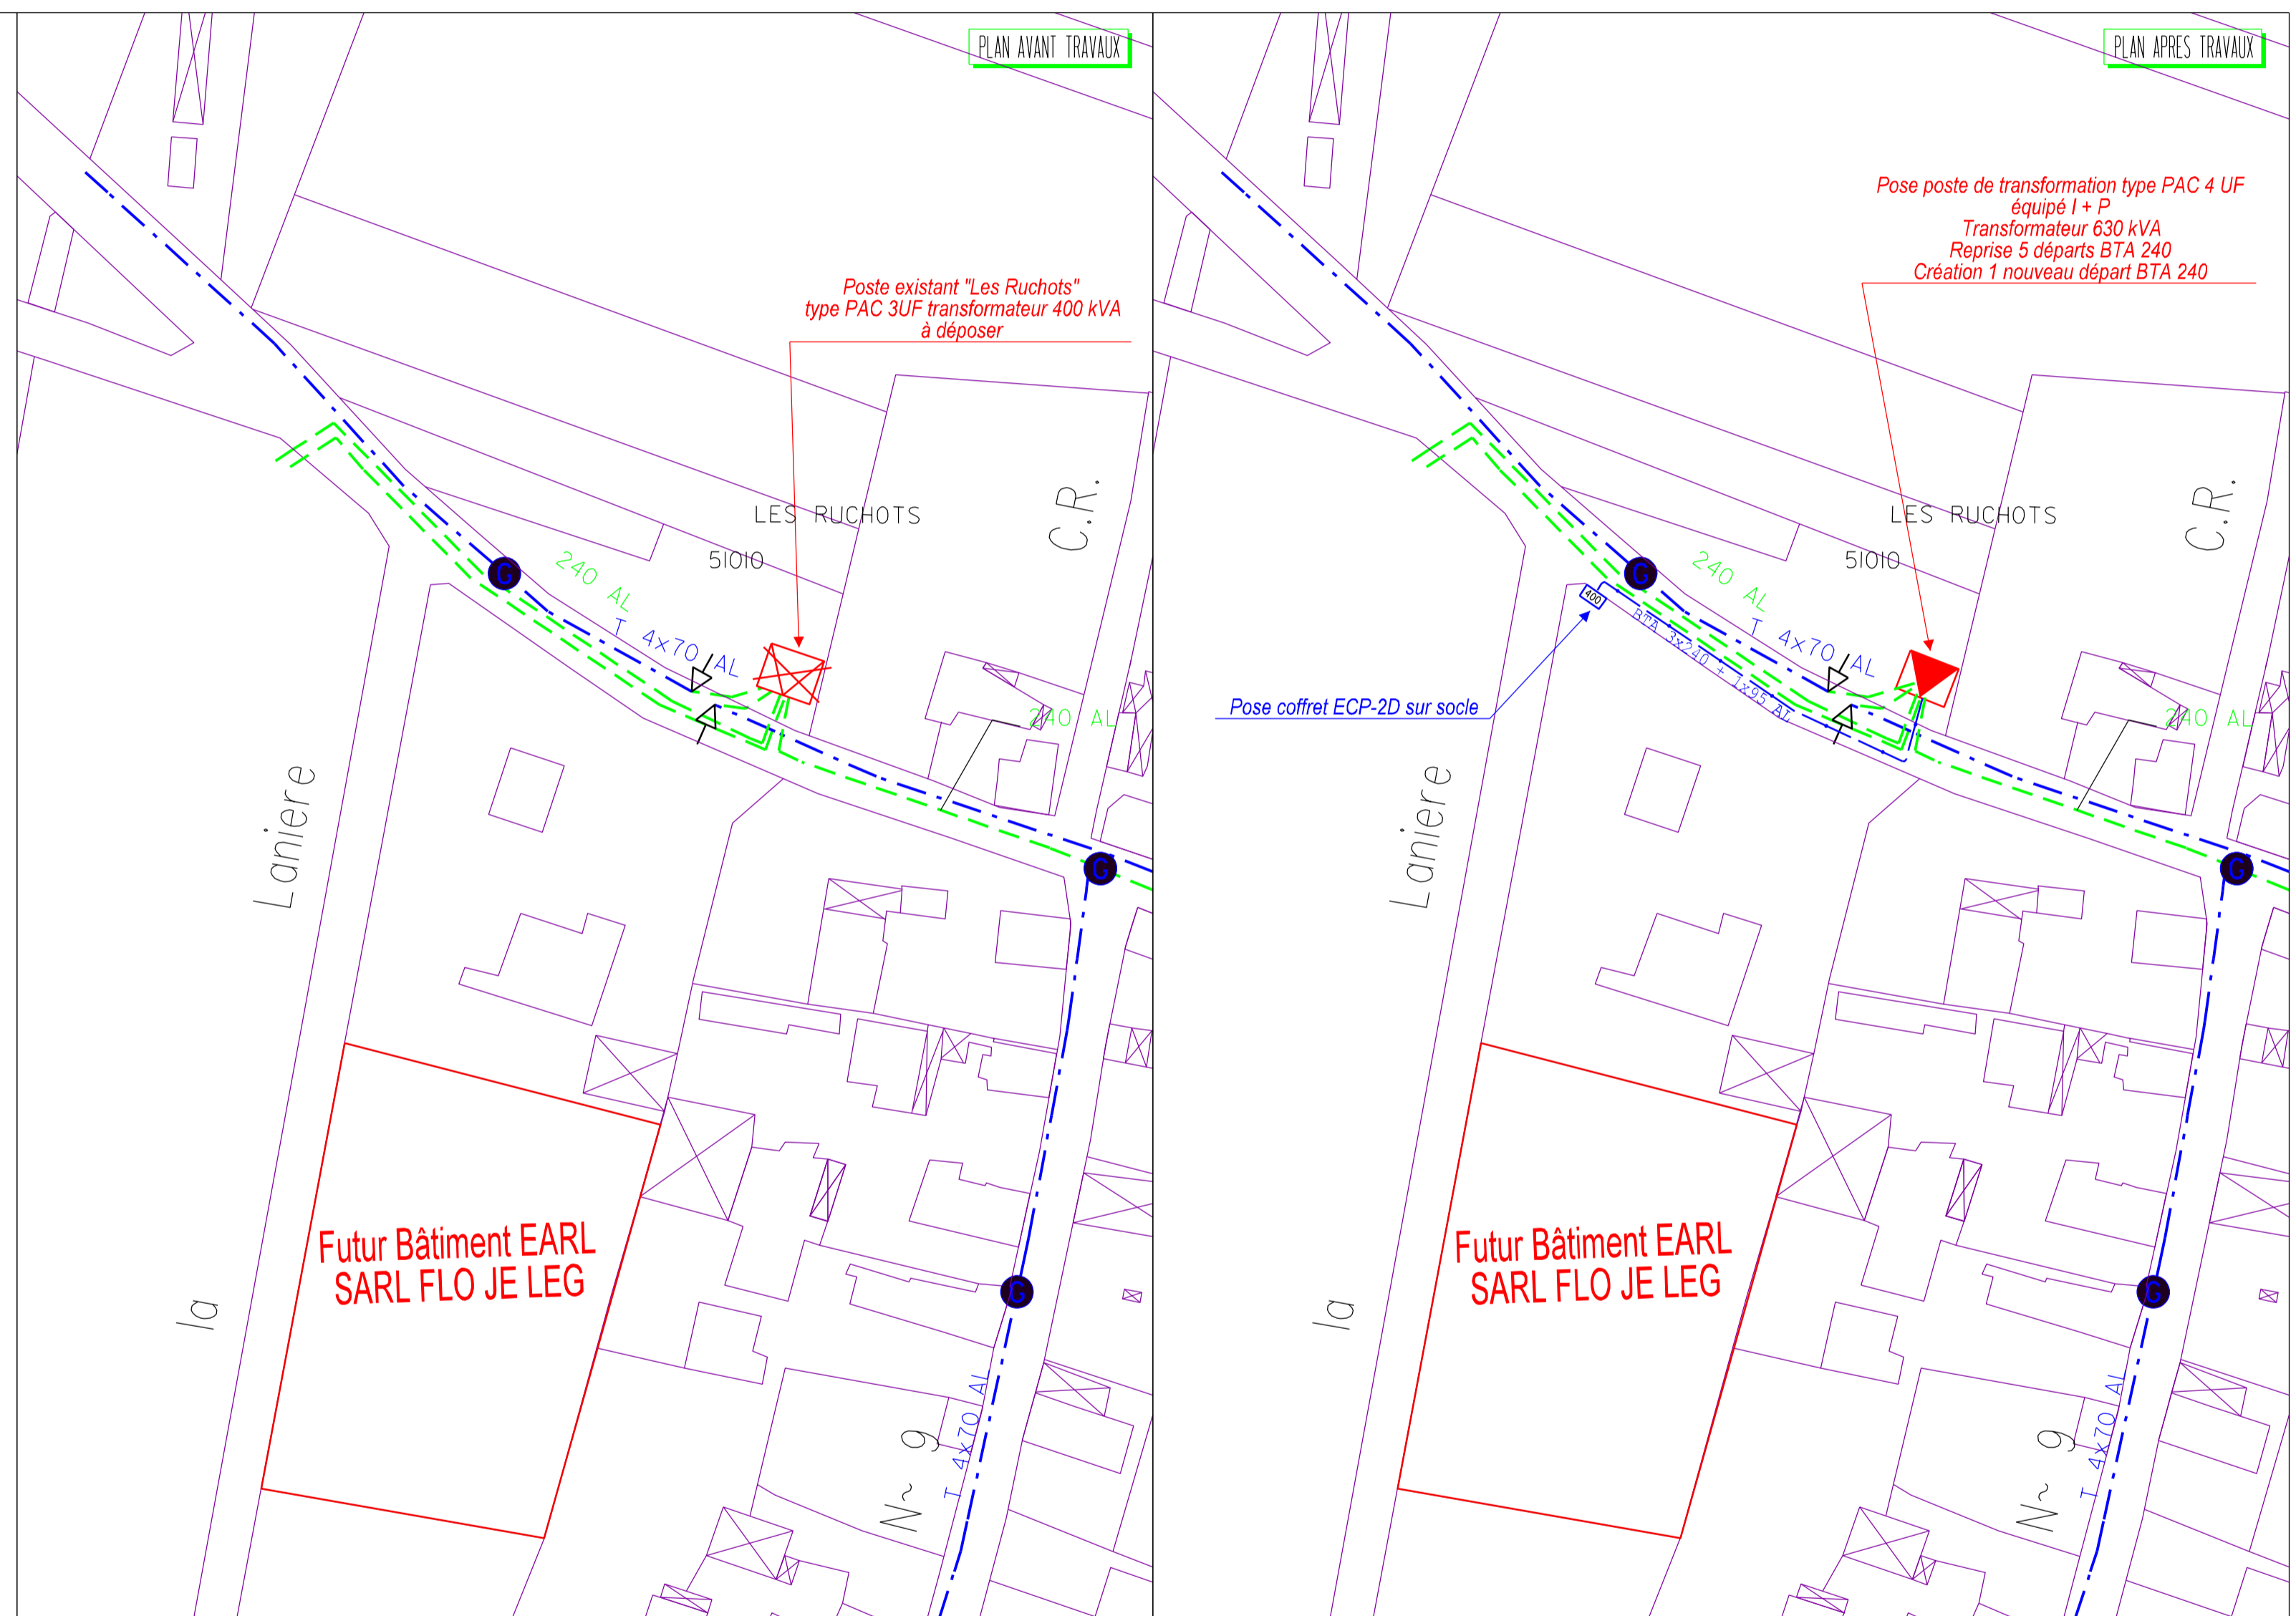 PLAN AVANT TRAVAUX
Poste existant "Les Ruchots"
type PAC 3UF transformateur 400 kVA
à déposer
LES RUCHOTS
51010
C.R.
G
240 AL
T 4x70 AL
240 AL
Laniere
G
Futur Bâtiment EARL
SARL FLO JE LEG
la
G
T 4x70 AL
N~ 9
PLAN APRES TRAVAUX
Pose poste de transformation type PAC 4 UF
équipé I + P
Transformateur 630 kVA
Reprise 5 départs BTA 240
Création 1 nouveau départ BTA 240
LES RUCHOTS
51010
C.R.
G
240 AL
400
T 4x70 AL
BTA 3x240 + 1x95 AL
Pose coffret ECP-2D sur socle
240 AL
Laniere
G
Futur Bâtiment EARL
SARL FLO JE LEG
la
G
T 4x70 AL
N~ 9